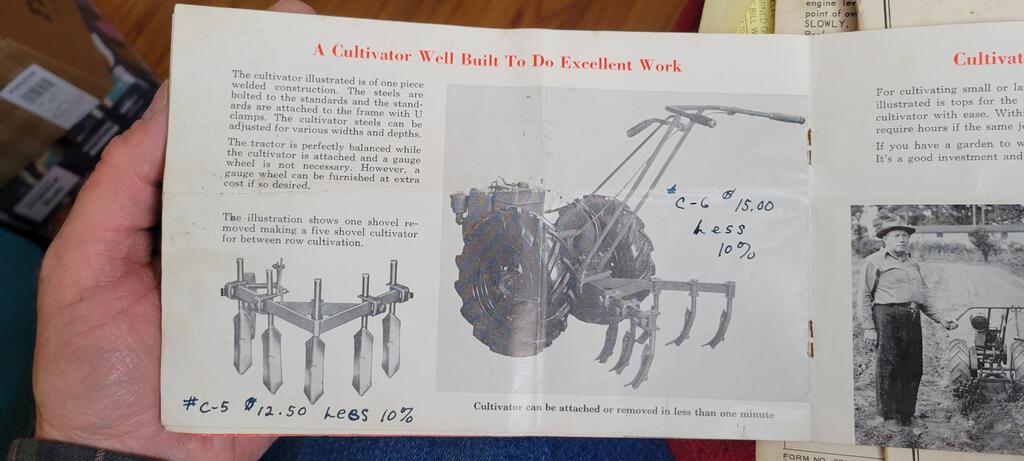 A Cultivator Well Built To Do Excellent Work
The cultivator illustrated is of one piece
welded construction. The steels are
bolted to the standards and the stand-
ards are attached to the frame with U
clamps. The cultivator steels can be
adjusted for various widths and depths.
The tractor is perfectly balanced while
the cultivator is attached and a gauge
wheel is not necessary. However, a
gauge wheel can be furnished at extra
cost if so desired.
The illustration shows one shovel re-
moved making a five shovel cultivator
for between row cultivation.
#C-5 $12.50 Less 10%
# C-6 $15.00
Less
10%
Cultivator can be attached or removed in less than one minute
Cultivat
For cultivating small or la
illustrated is tops for the
cultivator with ease. With
require hours if the same j
If you have a garden to w
It's a good investment and
engine lev
point of ov
SLOWLY.
FORM NO.